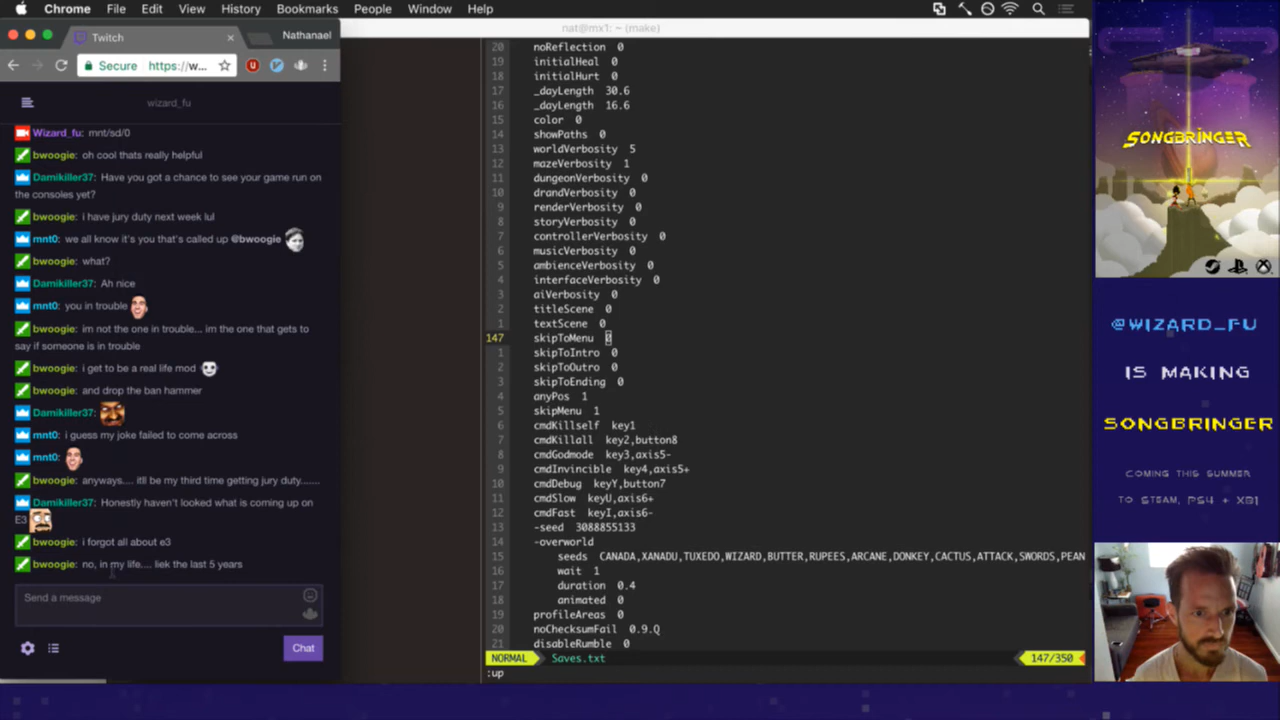 Chrome File Edit View History Bookmarks People Window Help
Twitch
Nathanael
Secure https://w...
wizard_fu
Wizard_fu: mnt/sd/0
bwoogie: oh cool thats really helpful
Damikiller37: Have you got a chance to see your game run on
the consoles yet?
bwoogie: i have jury duty next week lul
mnt0: we all know it's you that's called up @bwoogie
bwoogie: what?
Damikiller37: Ah nice
mnt0: you in trouble
bwoogie: im not the one in trouble... im the one that gets to
say if someone is in trouble
bwoogie: i get to be a real life mod
bwoogie: and drop the ban hammer
Damikiller37:
mnt0: i guess my joke failed to come across
mnt0:
bwoogie: anyways.... itll be my third time getting jury duty.......
Damikiller37: Honestly haven't looked what is coming up on
E3
bwoogie: i forgot all about e3
bwoogie: no, in my life.... liek the last 5 years
Send a message
Chat
nat@mx1: ~ (make)
20 noReflection 0
19 initialHeal 0
18 initialHurt 0
17 _dayLength 30.6
16 _dayLength 16.6
15 color 0
14 showPaths 0
13 worldVerbosity 5
12 mazeVerbosity 1
11 dungeonVerbosity 0
10 drandVerbosity 0
9 renderVerbosity 0
8 storyVerbosity 0
7 controllerVerbosity 0
6 musicVerbosity 0
5 ambienceVerbosity 0
4 interfaceVerbosity 0
3 aiVerbosity 0
2 titleScene 0
1 textScene 0
147 skipToMenu 0
1 skipToIntro 0
2 skipToOutro 0
3 skipToEnding 0
4 anyPos 1
5 skipMenu 1
6 cmdKillself key1
7 cmdKillall key2,button8
8 cmdGodmode key3,axis5-
9 cmdInvincible key4,axis5+
10 cmdDebug keyY,button7
11 cmdSlow keyU,axis6+
12 cmdFast keyI,axis6-
13 -seed 3088855133
14 -overworld
15 seeds CANADA,XANADU,TUXEDO,WIZARD,BUTTER,RUPEES,ARCANE,DONKEY,CACTUS,ATTACK,SWORDS,PEAN
16 wait 1
17 duration 0.4
18 animated 0
19 profileAreas 0
20 noChecksumFail 0.9.Q
21 disableRumble 0
NORMAL Saves.txt 147/350
:up
SONGBRINGER
@WIZARD_FU
IS MAKING
SONGBRINGER
COMING THIS SUMMER
TO STEAM, PS4 + XB1